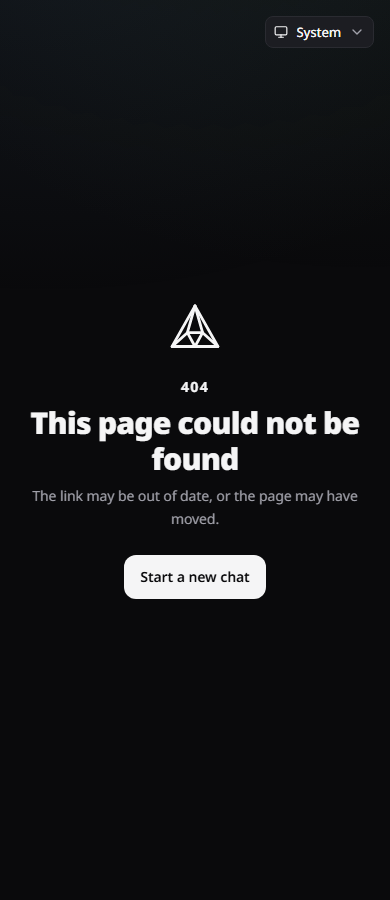 System
404
This page could not be
found
The link may be out of date, or the page may have
moved.
Start a new chat